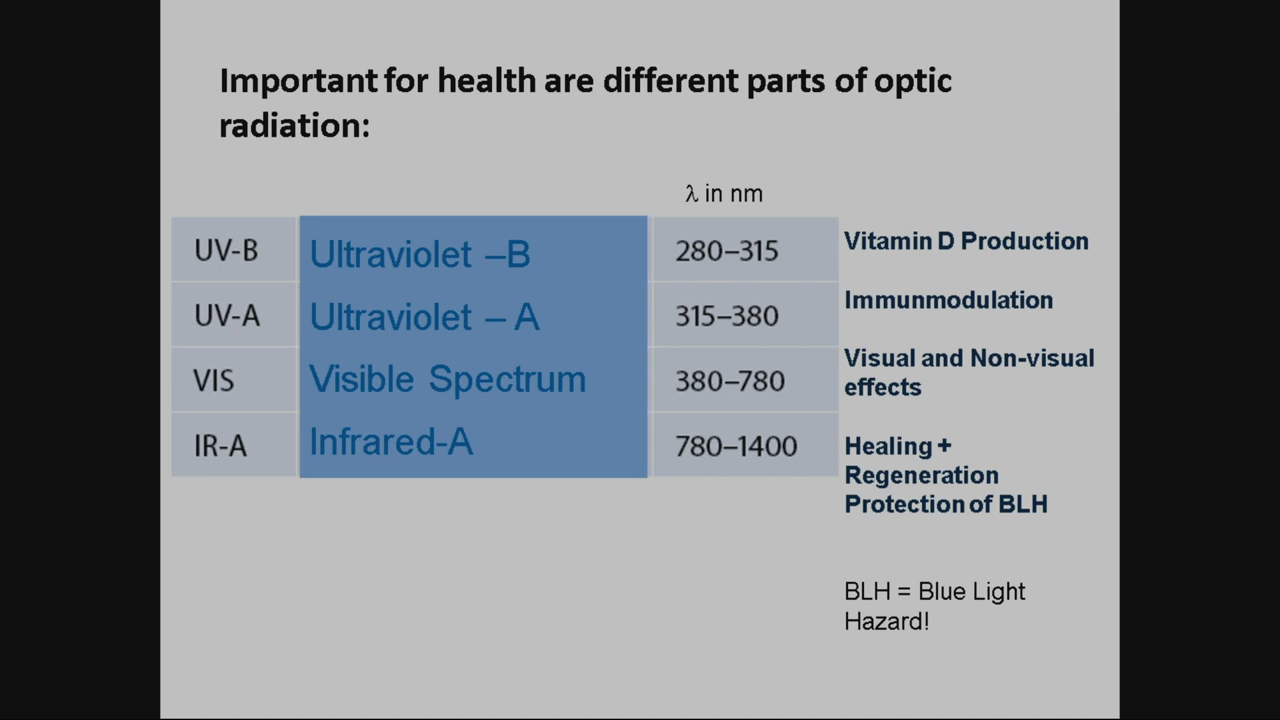 Important for health are different parts of optic
radiation:
λ in nm
UV-B Ultraviolet –B 280–315 Vitamin D Production
UV-A Ultraviolet – A 315–380 Immunmodulation
VIS Visible Spectrum 380–780 Visual and Non-visual
effects
IR-A Infrared-A 780–1400 Healing +
Regeneration
Protection of BLH
BLH = Blue Light
Hazard!